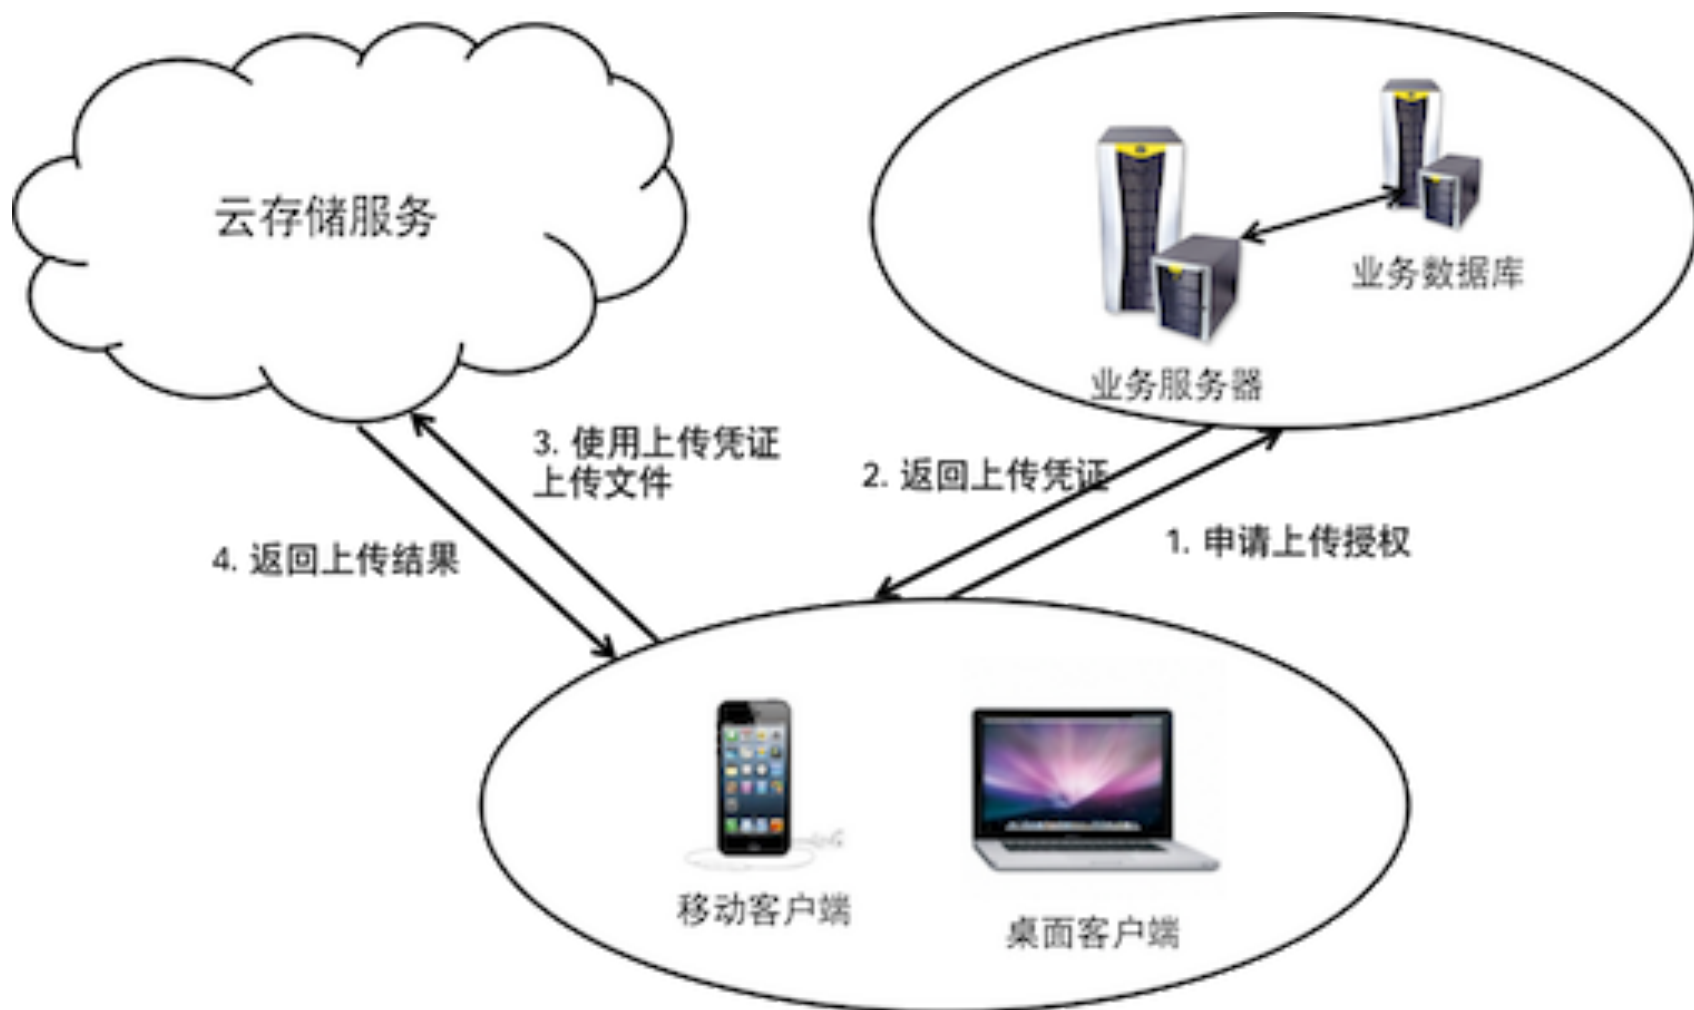 云存储服务
业务数据库
业务服务器
3. 使用上传凭证
上传文件
2. 返回上传凭证
1. 申请上传授权
4. 返回上传结果
移动客户端
桌面客户端